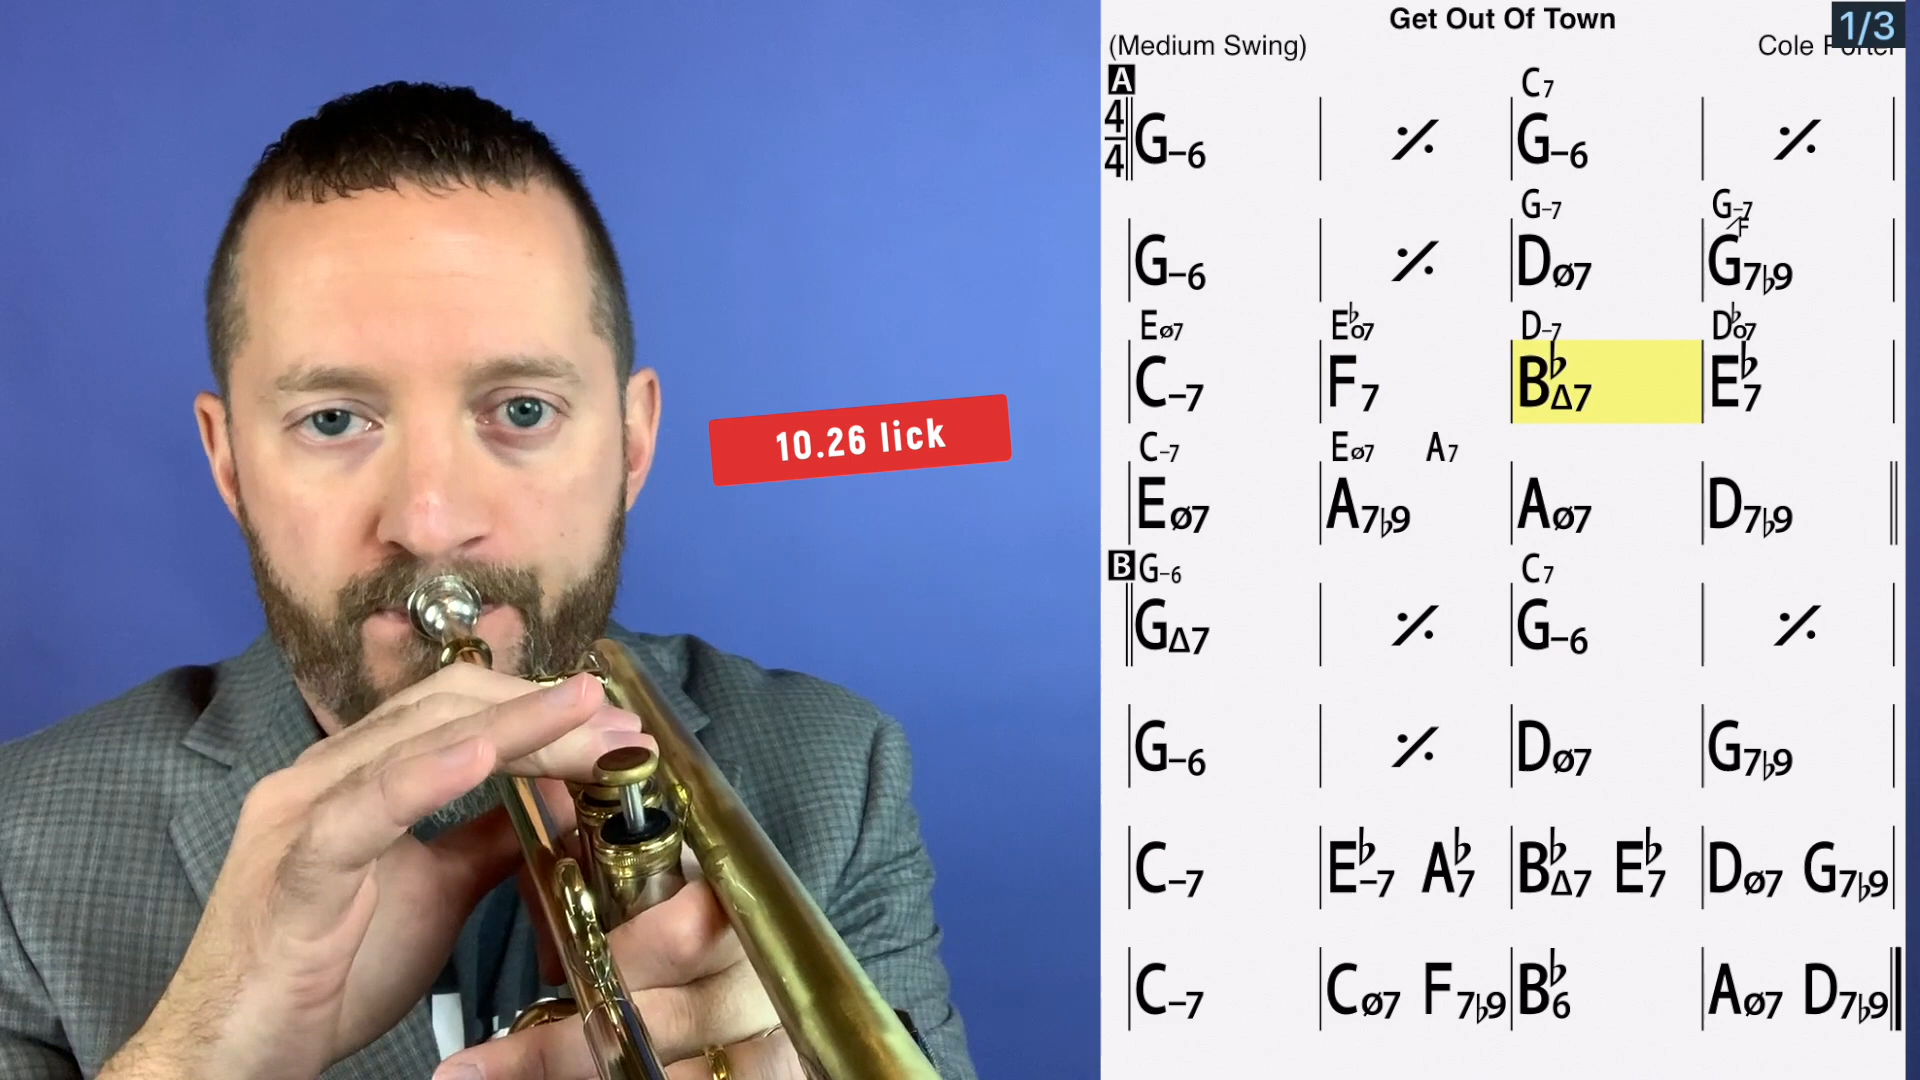 10.26 lick
Get Out Of Town
1/3
(Medium Swing)
Cole Porter
A
C7
4/4 G-6 | 𝄎 | G-6 | 𝄎
G-7 G-7/F
G-6 | 𝄎 | Dø7 | G7♭9
Eø7 E♭o7 D-7 D♭o7
C-7 | F7 | B♭Δ7 | E♭7
C-7 Eø7 A7
Eø7 | A7♭9 | Aø7 | D7♭9
B G-6 C7
GΔ7 | 𝄎 | G-6 | 𝄎
G-6 | 𝄎 | Dø7 | G7♭9
C-7 | E♭-7 A♭7 | B♭Δ7 E♭7 | Dø7 G7♭9
C-7 | Cø7 F7♭9 | B♭6 | Aø7 D7♭9